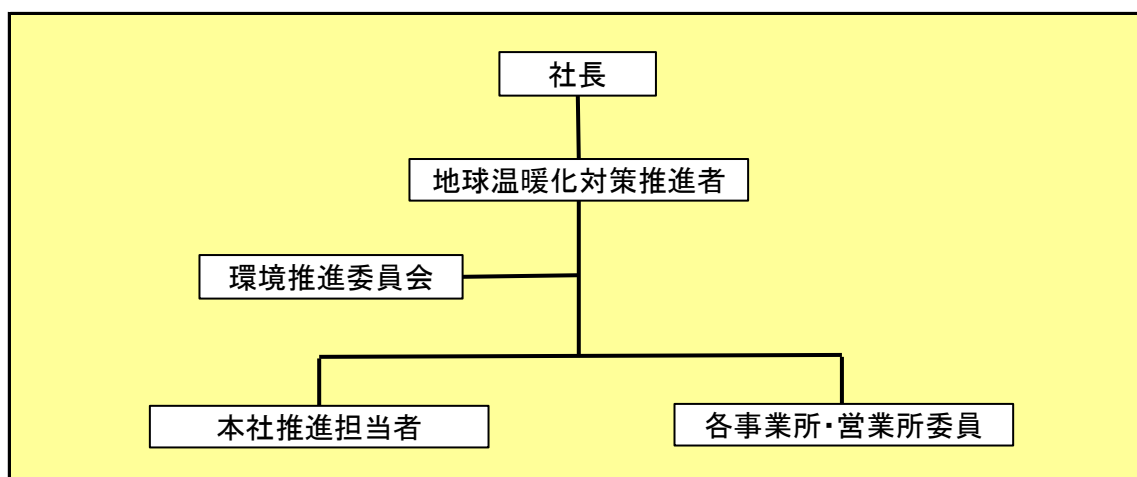 社長
地球温暖化対策推進者
環境推進委員会
本社推進担当者
各事業所・営業所委員